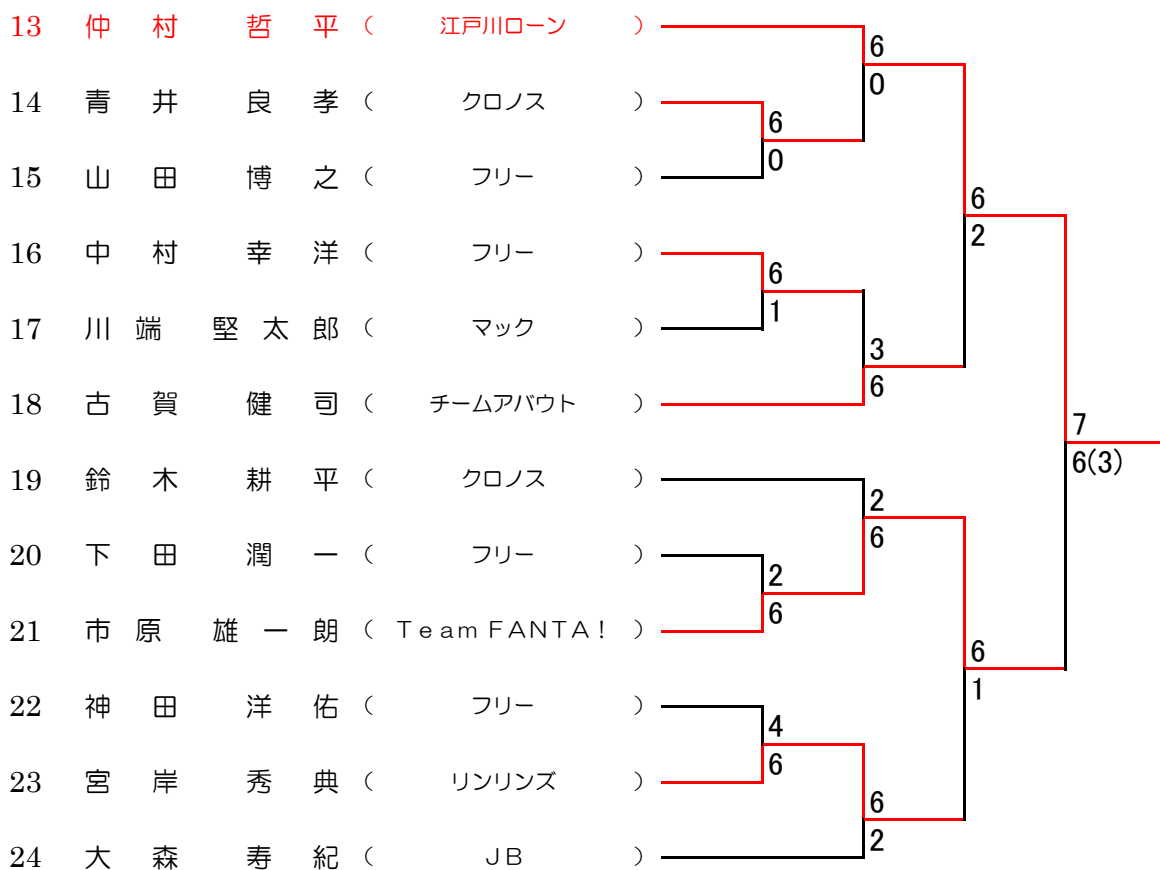 13 仲村 哲平 ( 江戸川ローン )
6
0
14 青井 良孝 ( クロノス )
6
0
15 山田 博之 ( フリー )
6
2
16 中村 幸洋 ( フリー )
6
1
17 川端 堅太郎 ( マック )
3
6
18 古賀 健司 ( チームアバウト )
7
6(3)
19 鈴木 耕平 ( クロノス )
2
6
20 下田 潤一 ( フリー )
2
6
21 市原 雄一朗 ( Team FANTA! )
6
1
22 神田 洋佑 ( フリー )
4
6
23 宮岸 秀典 ( リンリンズ )
6
2
24 大森 寿紀 ( JB )